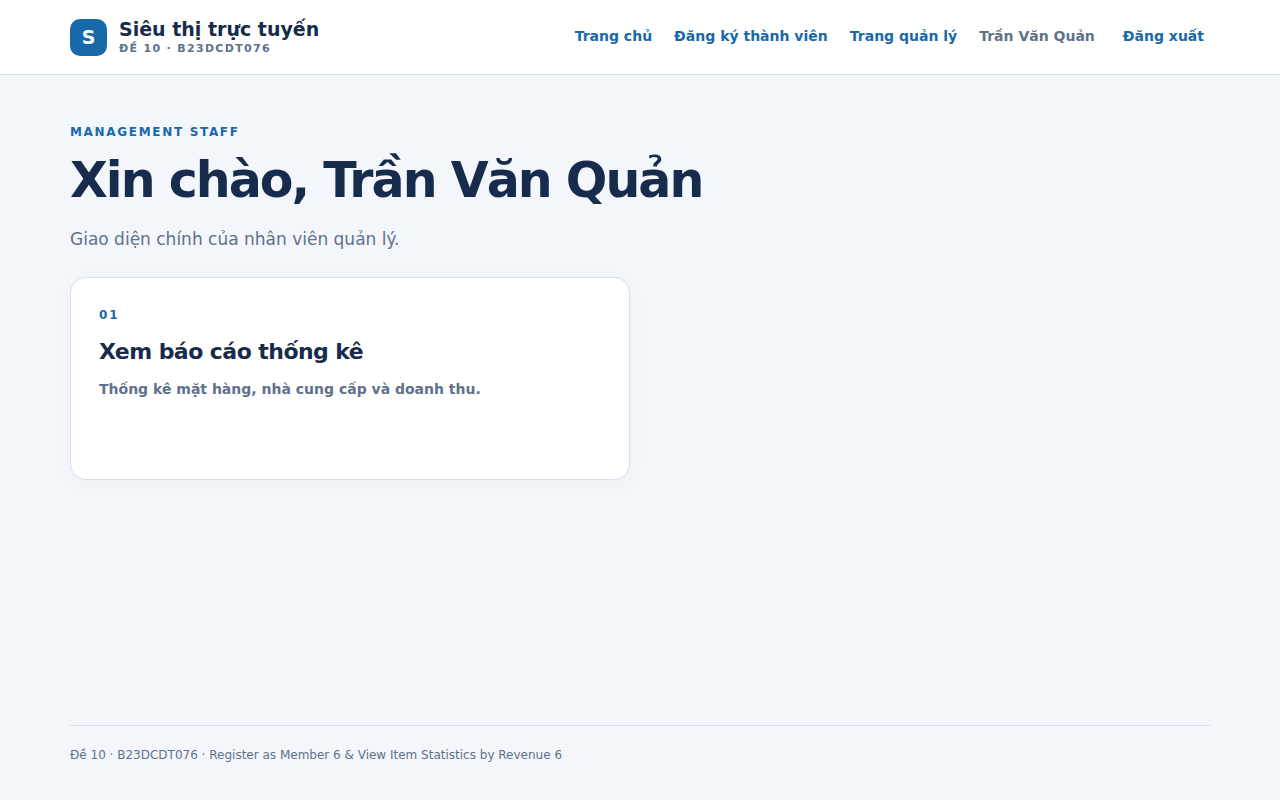 S
Siêu thị trực tuyến
ĐỀ 10 · B23DCDT076
Trang chủ
Đăng ký thành viên
Trang quản lý
Trần Văn Quản
Đăng xuất
MANAGEMENT STAFF
Xin chào, Trần Văn Quản
Giao diện chính của nhân viên quản lý.
01
Xem báo cáo thống kê
Thống kê mặt hàng, nhà cung cấp và doanh thu.
Đề 10 · B23DCDT076 · Register as Member 6 & View Item Statistics by Revenue 6